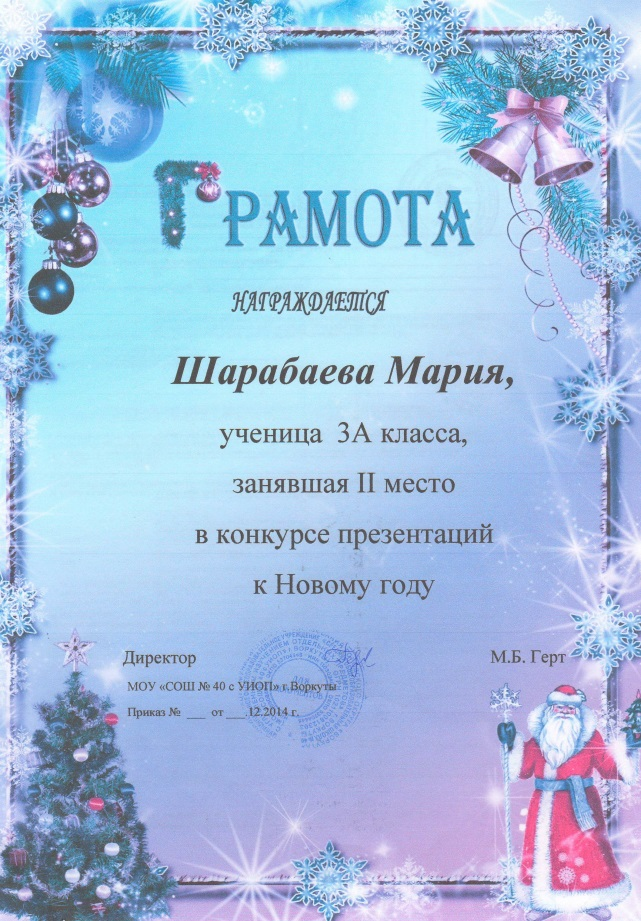 ГРАМОТА
НАГРАЖДАЕТСЯ
Шарабаева Мария,
ученица 3А класса,
занявшая II место
в конкурсе презентаций
к Новому году
Директор М.Б. Герт
МОУ «СОШ № 40 с УИОП» г.Воркуты
Приказ № ___ от ___.12.2014 г.